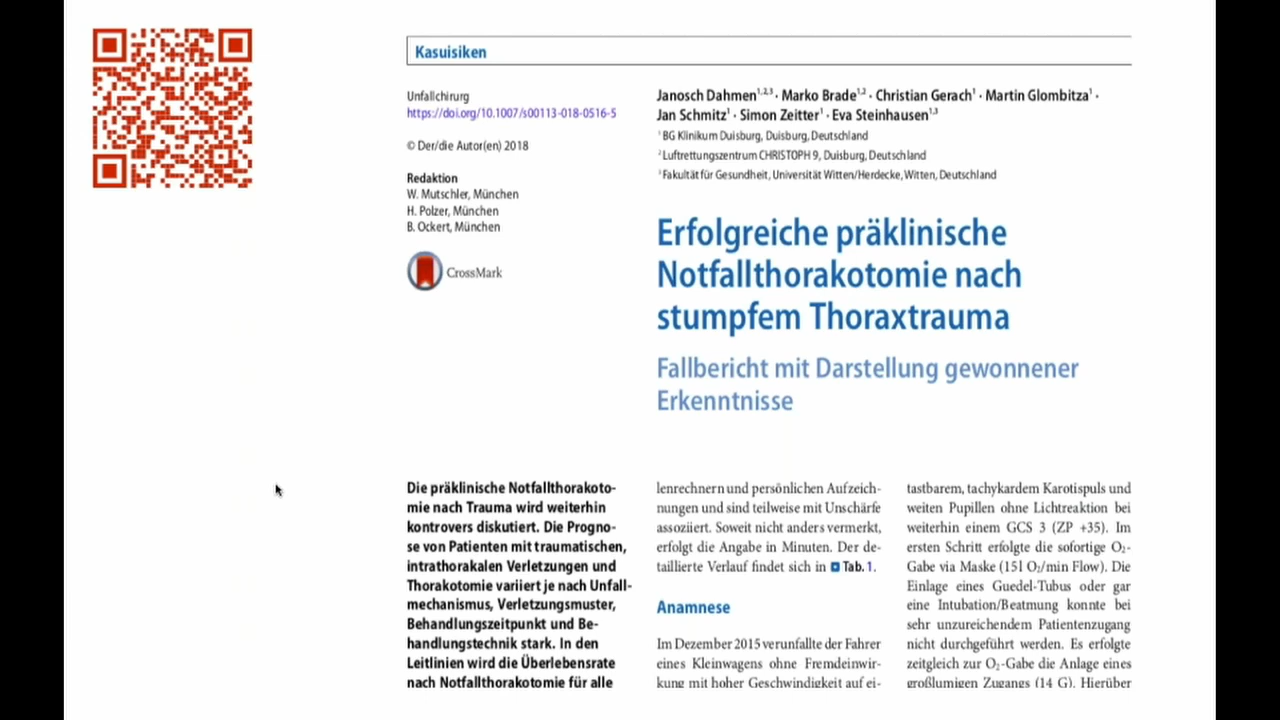 Kasuisiken
Unfallchirurg
https://doi.org/10.1007/s00113-018-0516-5
© Der/die Autor(en) 2018
Redaktion
W. Mutschler, München
H. Polzer, München
B. Ockert, München
CrossMark
Janosch Dahmen1,2,3 · Marko Brade1,2 · Christian Gerach1 · Martin Glombitza1 ·
Jan Schmitz1 · Simon Zeitter1 · Eva Steinhausen1,3
1 BG Klinikum Duisburg, Duisburg, Deutschland
2 Luftrettungszentrum CHRISTOPH 9, Duisburg, Deutschland
3 Fakultät für Gesundheit, Universität Witten/Herdecke, Witten, Deutschland
Erfolgreiche präklinische
Notfallthorakotomie nach
stumpfem Thoraxtrauma
Fallbericht mit Darstellung gewonnener
Erkenntnisse
Die präklinische Notfallthorakoto-
mie nach Trauma wird weiterhin
kontrovers diskutiert. Die Progno-
se von Patienten mit traumatischen,
intrathorakalen Verletzungen und
Thorakotomie variiert je nach Unfall-
mechanismus, Verletzungsmuster,
Behandlungszeitpunkt und Be-
handlungstechnik stark. In den
Leitlinien wird die Überlebensrate
nach Notfallthorakotomie für alle
lenrechnern und persönlichen Aufzeich-
nungen und sind teilweise mit Unschärfe
assoziiert. Soweit nicht anders vermerkt,
erfolgt die Angabe in Minuten. Der de-
taillierte Verlauf findet sich in Tab. 1.
Anamnese
Im Dezember 2015 verunfallte der Fahrer
eines Kleinwagens ohne Fremdeinwir-
kung mit hoher Geschwindigkeit auf ei-
tastbarem, tachykardem Karotispuls und
weiten Pupillen ohne Lichtreaktion bei
weiterhin einem GCS 3 (ZP +35). Im
ersten Schritt erfolgte die sofortige O2-
Gabe via Maske (15l O2/min Flow). Die
Einlage eines Guedel-Tubus oder gar
eine Intubation/Beatmung konnte bei
sehr unzureichendem Patientenzugang
nicht durchgeführt werden. Es erfolgte
zeitgleich zur O2-Gabe die Anlage eines
großlumigen Zugangs (14 G). Hierüber